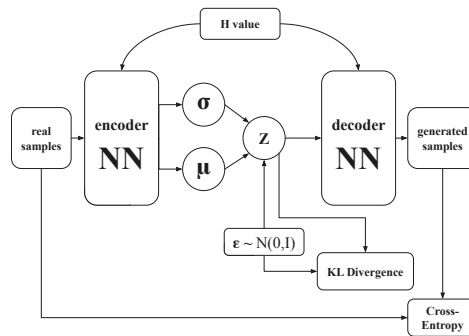 H value
real
samples
encoder
NN
σ
μ
Z
decoder
NN
generated
samples
ε ~ N(0,I)
KL Divergence
Cross-
Entropy